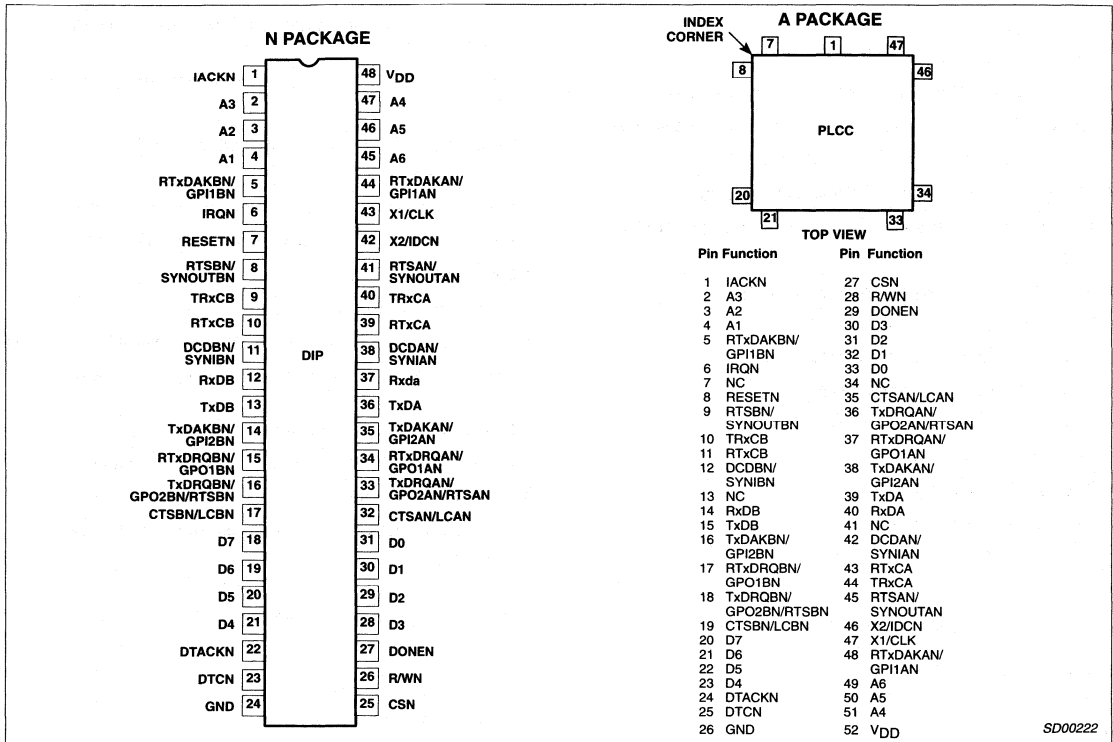 N PACKAGE
IACKN 1
A3 2
A2 3
A1 4
RTxDAKBN/
GPI1BN 5
IRQN 6
RESETN 7
RTSBN/
SYNOUTBN 8
TRxCB 9
RTxCB 10
DCDBN/
SYNIBN 11
RxDB 12
TxDB 13
TxDAKBN/
GPI2BN 14
RTxDRQBN/
GPO1BN 15
TxDRQBN/
GPO2BN/RTSBN 16
CTSBN/LCBN 17
D7 18
D6 19
D5 20
D4 21
DTACKN 22
DTCN 23
GND 24
DIP
48 VDD
47 A4
46 A5
45 A6
44 RTxDAKAN/
GPI1AN
43 X1/CLK
42 X2/IDCN
41 RTSAN/
SYNOUTAN
40 TRxCA
39 RTxCA
38 DCDAN/
SYNIAN
37 Rxda
36 TxDA
35 TxDAKAN/
GPI2AN
34 RTxDRQAN/
GPO1AN
33 TxDRQAN/
GPO2AN/RTSAN
32 CTSAN/LCAN
31 D0
30 D1
29 D2
28 D3
27 DONEN
26 R/WN
25 CSN
A PACKAGE
INDEX
CORNER
7 1 47
8 46
PLCC
20 34
21 33
TOP VIEW
Pin Function
1 IACKN
2 A3
3 A2
4 A1
5 RTxDAKBN/
GPI1BN
6 IRQN
7 NC
8 RESETN
9 RTSBN/
SYNOUTBN
10 TRxCB
11 RTxCB
12 DCDBN/
SYNIBN
13 NC
14 RxDB
15 TxDB
16 TxDAKBN/
GPI2BN
17 RTxDRQBN/
GPO1BN
18 TxDRQBN/
GPO2BN/RTSBN
19 CTSBN/LCBN
20 D7
21 D6
22 D5
23 D4
24 DTACKN
25 DTCN
26 GND
Pin Function
27 CSN
28 R/WN
29 DONEN
30 D3
31 D2
32 D1
33 D0
34 NC
35 CTSAN/LCAN
36 TxDRQAN/
GPO2AN/RTSAN
37 RTxDRQAN/
GPO1AN
38 TxDAKAN/
GPI2AN
39 TxDA
40 RxDA
41 NC
42 DCDAN/
SYNIAN
43 RTxCA
44 TRxCA
45 RTSAN/
SYNOUTAN
46 X2/IDCN
47 X1/CLK
48 RTxDAKAN/
GPI1AN
49 A6
50 A5
51 A4
52 VDD
SD00222